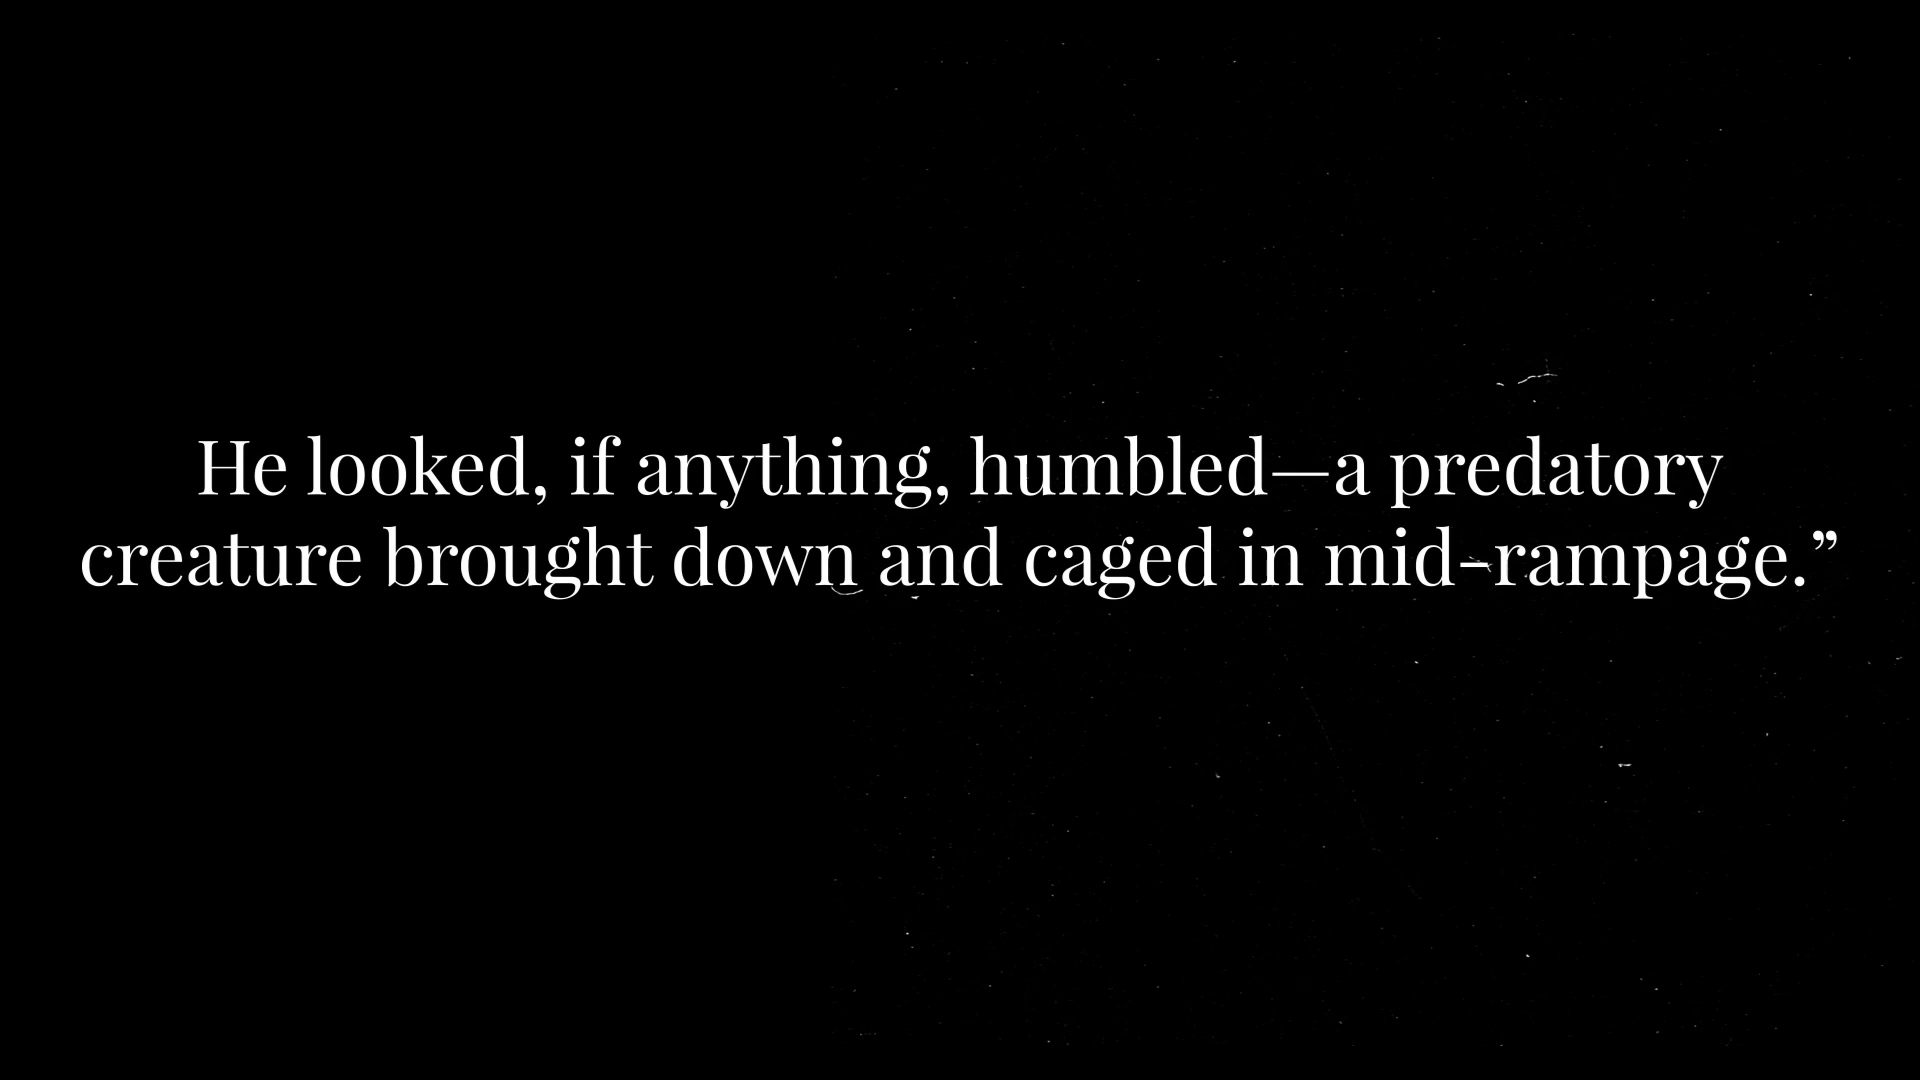 He looked, if anything, humbled—a predatory
creature brought down and caged in mid-rampage.”